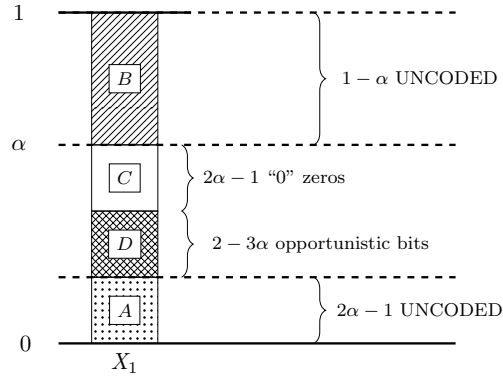 1
B
1 − α UNCODED
α
C
2α − 1 “0” zeros
D
2 − 3α opportunistic bits
A
2α − 1 UNCODED
0
X₁